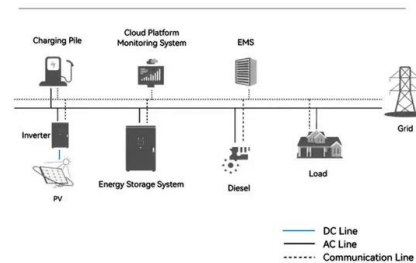 Charging Pile
Cloud Platform
Monitoring System
EMS
Grid
Inverter
PV
Energy Storage System
Diesel
Load
DC Line
AC Line
Communication Line